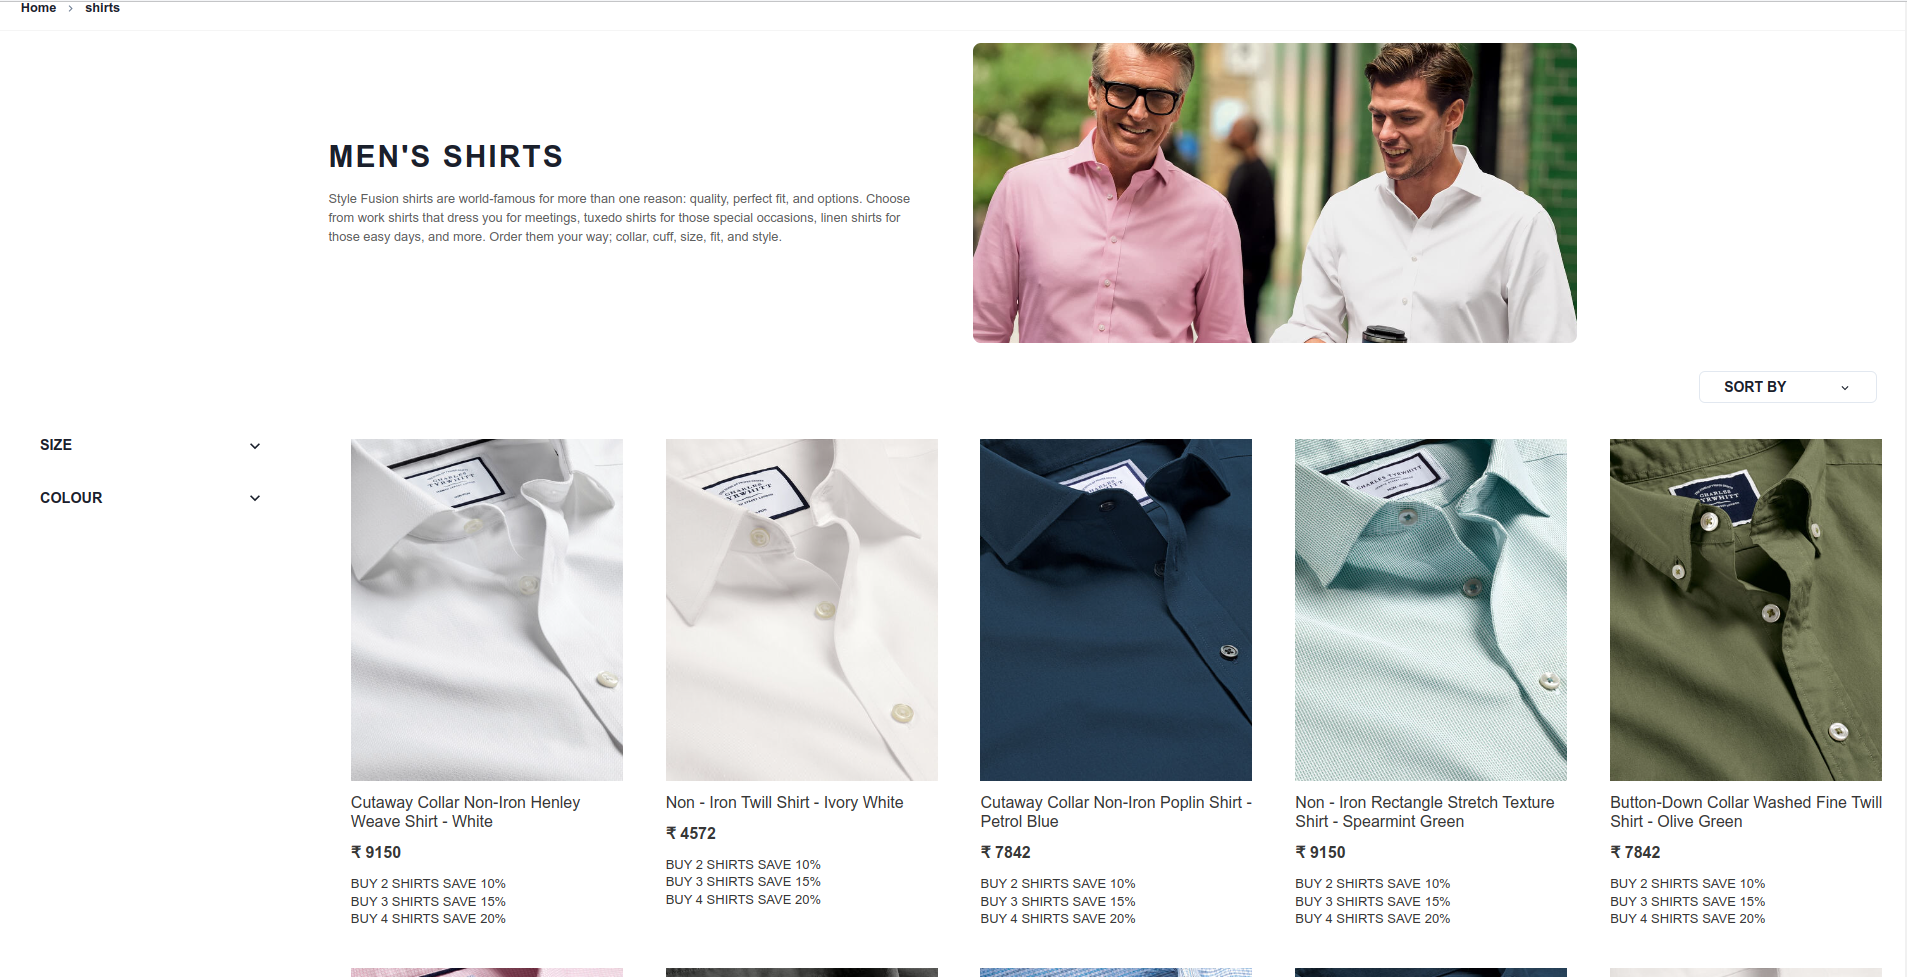 Home > shirts
MEN'S SHIRTS
Style Fusion shirts are world-famous for more than one reason: quality, perfect fit, and options. Choose
from work shirts that dress you for meetings, tuxedo shirts for those special occasions, linen shirts for
those easy days, and more. Order them your way; collar, cuff, size, fit, and style.
SORT BY
SIZE
COLOUR
CHARLES
TYRWHITT
CHARLES
TYRWHITT
CHARLES TYRWHITT
CHARLES
TYRWHITT
Cutaway Collar Non-Iron Henley
Weave Shirt - White
₹ 9150
BUY 2 SHIRTS SAVE 10%
BUY 3 SHIRTS SAVE 15%
BUY 4 SHIRTS SAVE 20%
Non - Iron Twill Shirt - Ivory White
₹ 4572
BUY 2 SHIRTS SAVE 10%
BUY 3 SHIRTS SAVE 15%
BUY 4 SHIRTS SAVE 20%
Cutaway Collar Non-Iron Poplin Shirt -
Petrol Blue
₹ 7842
BUY 2 SHIRTS SAVE 10%
BUY 3 SHIRTS SAVE 15%
BUY 4 SHIRTS SAVE 20%
Non - Iron Rectangle Stretch Texture
Shirt - Spearmint Green
₹ 9150
BUY 2 SHIRTS SAVE 10%
BUY 3 SHIRTS SAVE 15%
BUY 4 SHIRTS SAVE 20%
Button-Down Collar Washed Fine Twill
Shirt - Olive Green
₹ 7842
BUY 2 SHIRTS SAVE 10%
BUY 3 SHIRTS SAVE 15%
BUY 4 SHIRTS SAVE 20%